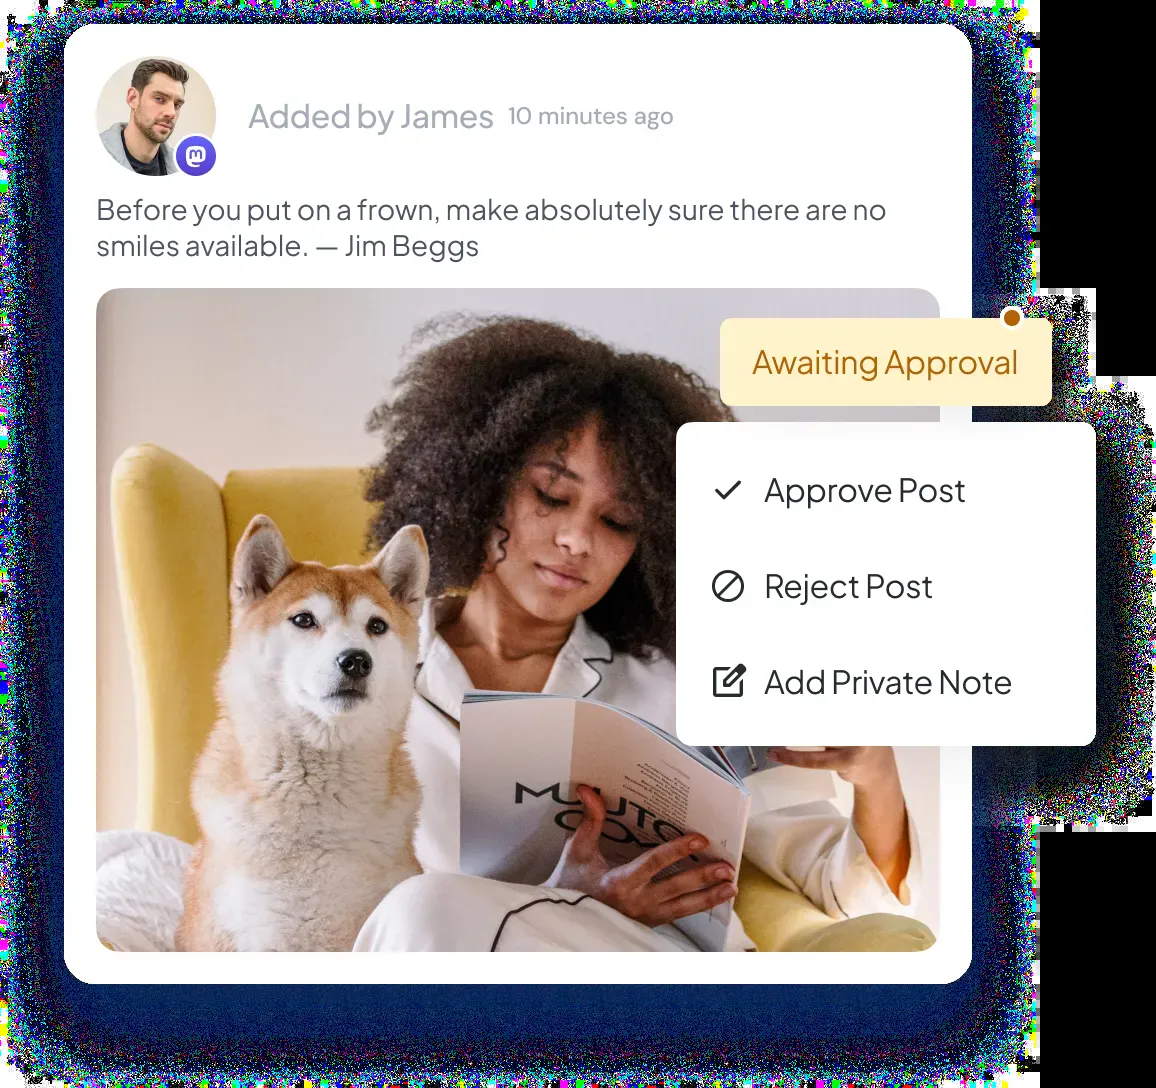 Added by James 10 minutes ago
Before you put on a frown, make absolutely sure there are no
smiles available. — Jim Beggs
Awaiting Approval
Approve Post
Reject Post
Add Private Note
MUUTO